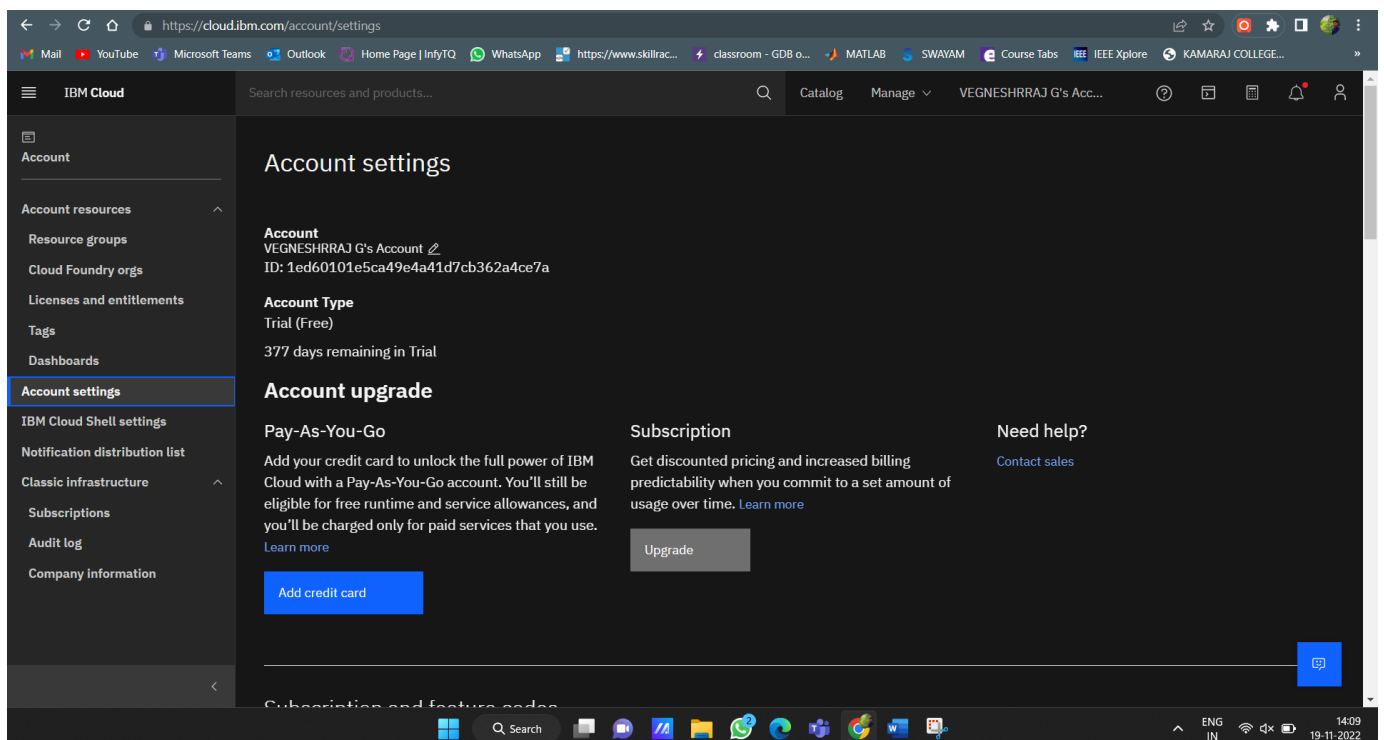 https://cloud.ibm.com/account/settings
Mail YouTube Microsoft Teams Outlook Home Page | InfyTQ WhatsApp https://www.skillrac... classroom - GDB o... MATLAB SWAYAM Course Tabs IEEE IEEE Xplore KAMARAJ COLLEGE... »
IBM Cloud Search resources and products... Catalog Manage VEGNESHRRAJ G's Acc...
Account
Account resources
Resource groups
Cloud Foundry orgs
Licenses and entitlements
Tags
Dashboards
Account settings
IBM Cloud Shell settings
Notification distribution list
Classic infrastructure
Subscriptions
Audit log
Company information
Account settings
Account
VEGNESHRRAJ G's Account
ID: 1ed60101e5ca49e4a41d7cb362a4ce7a
Account Type
Trial (Free)
377 days remaining in Trial
Account upgrade
Pay-As-You-Go
Add your credit card to unlock the full power of IBM
Cloud with a Pay-As-You-Go account. You'll still be
eligible for free runtime and service allowances, and
you'll be charged only for paid services that you use.
Learn more
Add credit card
Subscription
Get discounted pricing and increased billing
predictability when you commit to a set amount of
usage over time. Learn more
Upgrade
Need help?
Contact sales
Subscription and feature codes
Search
2
ENG
IN
14:09
19-11-2022